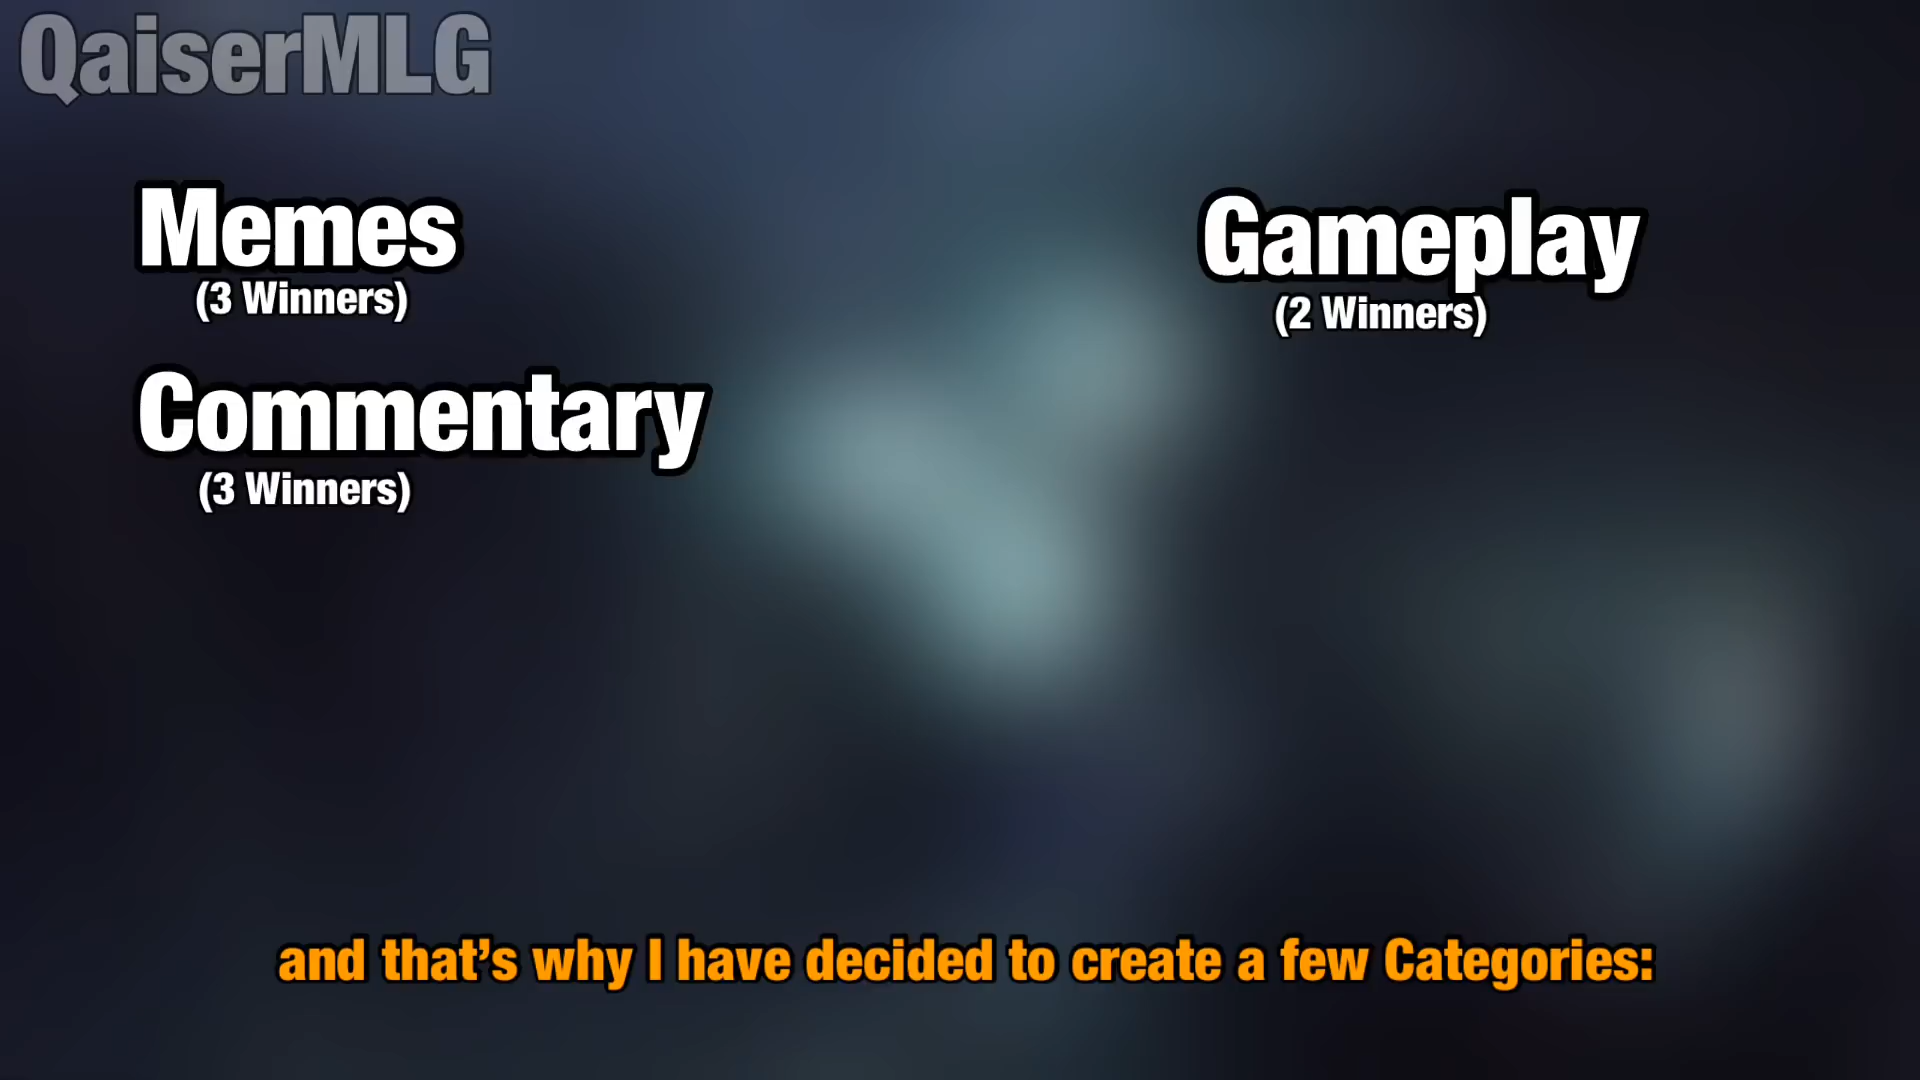 QaiserMLG
Memes
(3 Winners)
Commentary
(3 Winners)
Gameplay
(2 Winners)
and that’s why I have decided to create a few Categories: